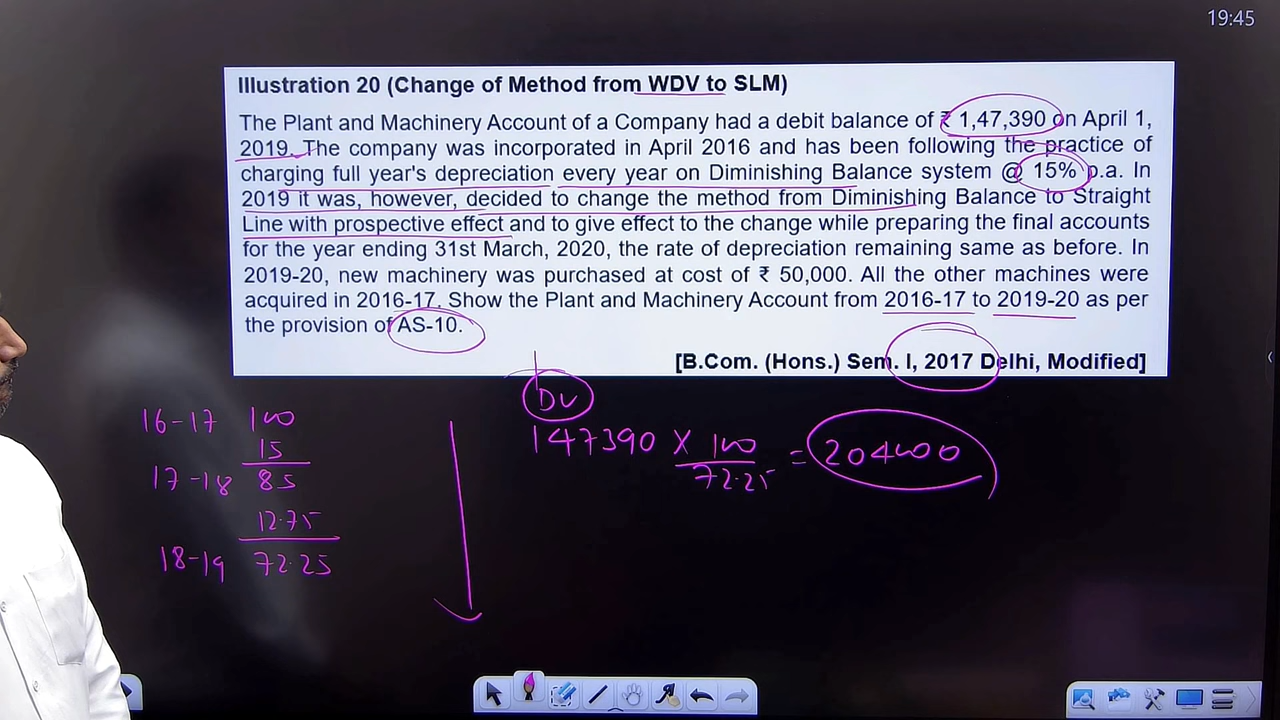 19:45
Illustration 20 (Change of Method from WDV to SLM)
The Plant and Machinery Account of a Company had a debit balance of ₹ 1,47,390 on April 1,
2019. The company was incorporated in April 2016 and has been following the practice of
charging full year's depreciation every year on Diminishing Balance system @ 15% p.a. In
2019 it was, however, decided to change the method from Diminishing Balance to Straight
Line with prospective effect and to give effect to the change while preparing the final accounts
for the year ending 31st March, 2020, the rate of depreciation remaining same as before. In
2019-20, new machinery was purchased at cost of ₹ 50,000. All the other machines were
acquired in 2016-17. Show the Plant and Machinery Account from 2016-17 to 2019-20 as per
the provision of AS-10.
[B.Com. (Hons.) Sem. I, 2017 Delhi, Modified]
16-17 100
15
17-18 85
12.75
18-19 72.25
DV
147390 × 100 / 72.25 = 204000